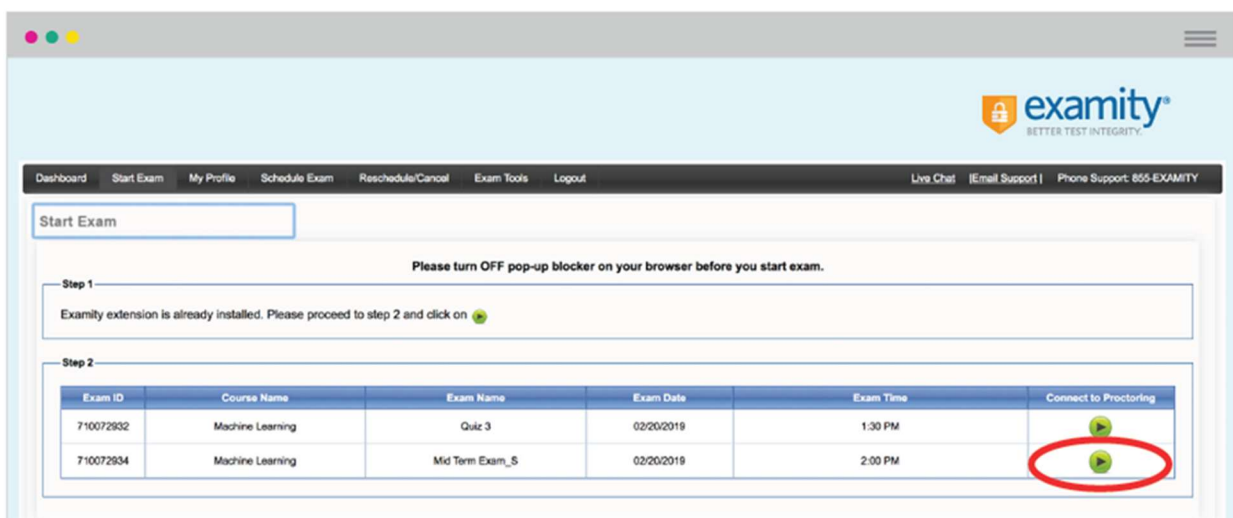 examity®
BETTER TEST INTEGRITY.
Dashboard Start Exam My Profile Schedule Exam Reschedule/Cancel Exam Tools Logout Live Chat |Email Support| Phone Support: 855-EXAMITY
Start Exam
Please turn OFF pop-up blocker on your browser before you start exam.
Step 1
Examity extension is already installed. Please proceed to step 2 and click on
Step 2
Exam ID Course Name Exam Name Exam Date Exam Time Connect to Proctoring
710072932 Machine Learning Quiz 3 02/20/2019 1:30 PM
710072934 Machine Learning Mid Term Exam_S 02/20/2019 2:00 PM